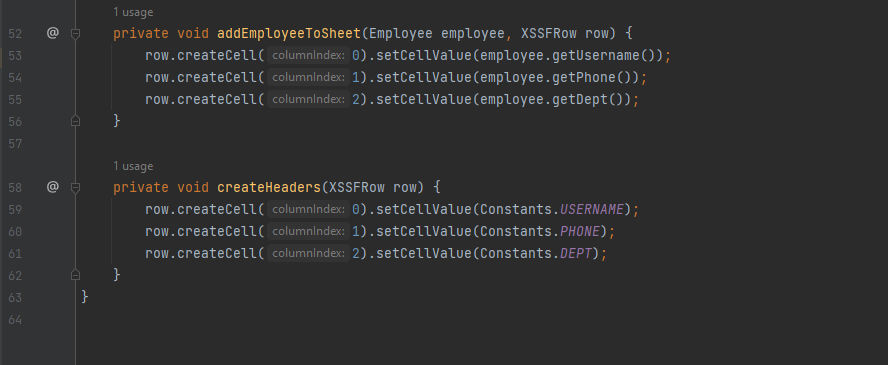 1 usage
52 @ private void addEmployeeToSheet(Employee employee, XSSFRow row) {
53 row.createCell( columnIndex: 0).setCellValue(employee.getUsername());
54 row.createCell( columnIndex: 1).setCellValue(employee.getPhone());
55 row.createCell( columnIndex: 2).setCellValue(employee.getDept());
56 }
57
1 usage
58 @ private void createHeaders(XSSFRow row) {
59 row.createCell( columnIndex: 0).setCellValue(Constants.USERNAME);
60 row.createCell( columnIndex: 1).setCellValue(Constants.PHONE);
61 row.createCell( columnIndex: 2).setCellValue(Constants.DEPT);
62 }
63 }
64